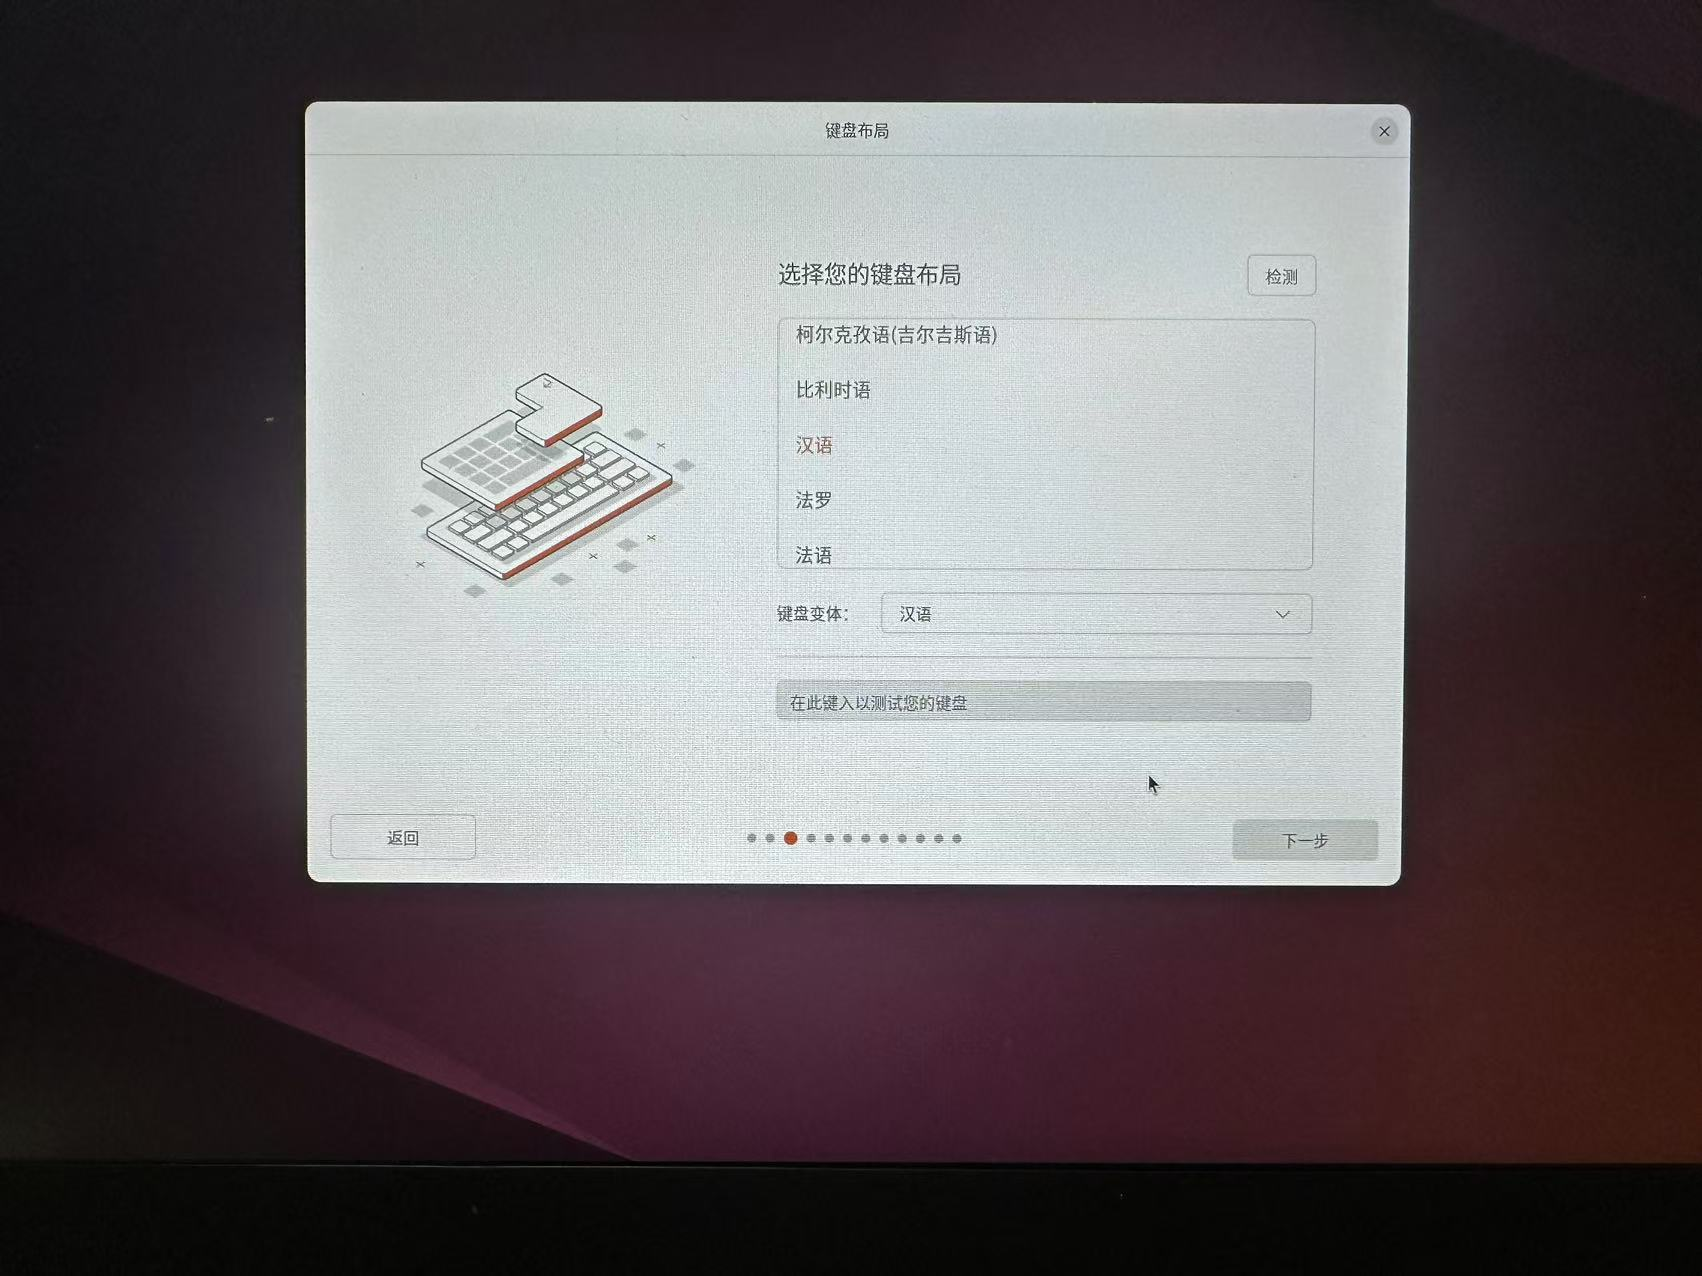 键盘布局
选择您的键盘布局
检测
柯尔克孜语(吉尔吉斯语)
比利时语
汉语
法罗
法语
键盘变体：
汉语
在此键入以测试您的键盘
返回
下一步